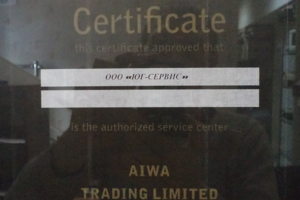 Certificate
this certificate approved that
ООО «ЮГ-СЕРВИС»
is the authorized service center
AIWA
TRADING LIMITED